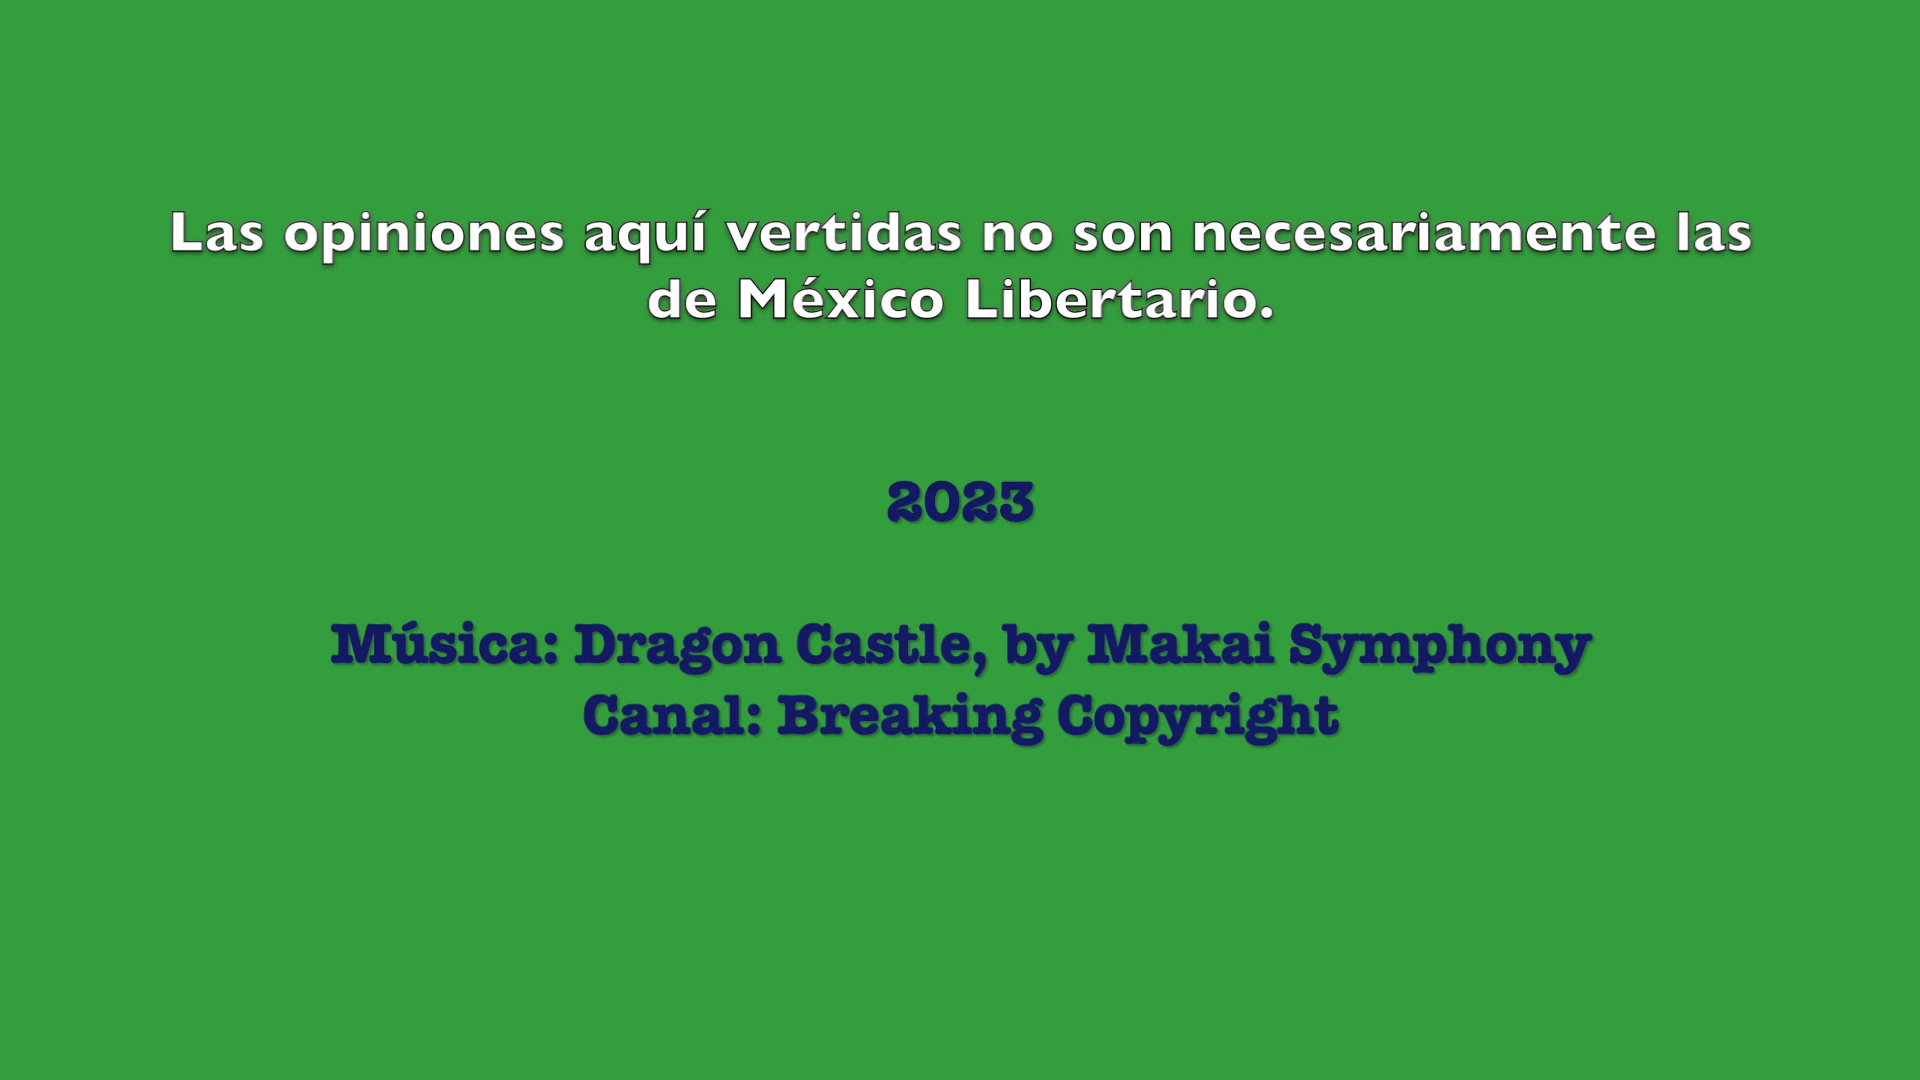 Las opiniones aquí vertidas no son necesariamente las
de México Libertario.
2023
Música: Dragon Castle, by Makai Symphony
Canal: Breaking Copyright